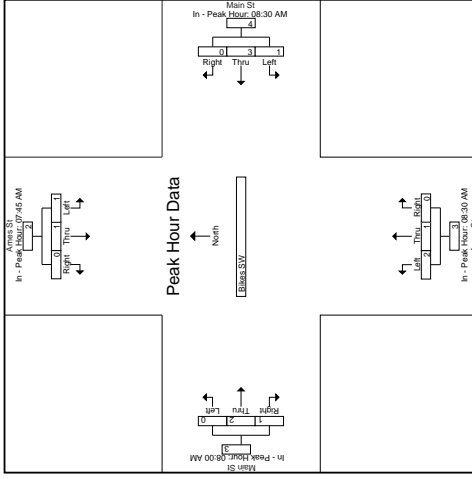 Main St
In - Peak Hour: 08:30 AM
4
0 3 1
Right Thru Left
Ames St
In - Peak Hour: 07:45 AM
2
0 1 1
Right Thru Left
Peak Hour Data
North
Bikes SW
2 1 0
Left Thru Right
3
In - Peak Hour: 08:30 AM
Left Thru Right
0 2 1
3
In - Peak Hour: 08:00 AM
Main St